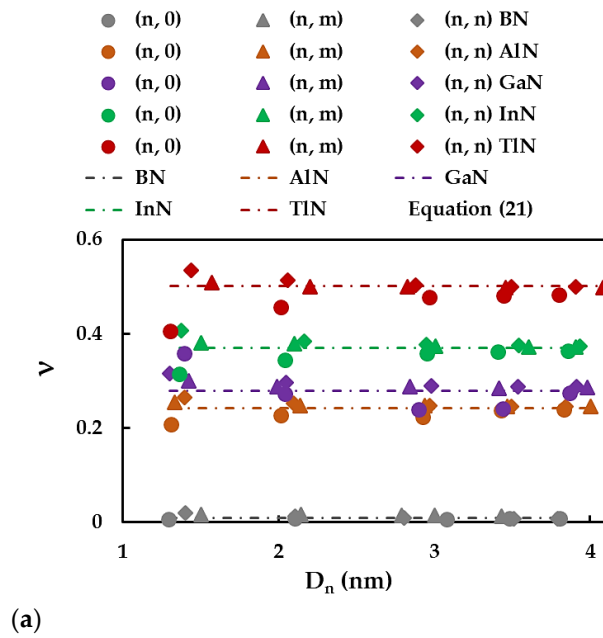 (n, 0) (n, m) (n, n) BN
(n, 0) (n, m) (n, n) AlN
(n, 0) (n, m) (n, n) GaN
(n, 0) (n, m) (n, n) InN
(n, 0) (n, m) (n, n) TlN
BN AlN GaN
InN TlN Equation (21)
0.6
0.4
ν
0.2
0
1 2 3 4
Dn (nm)
(a)